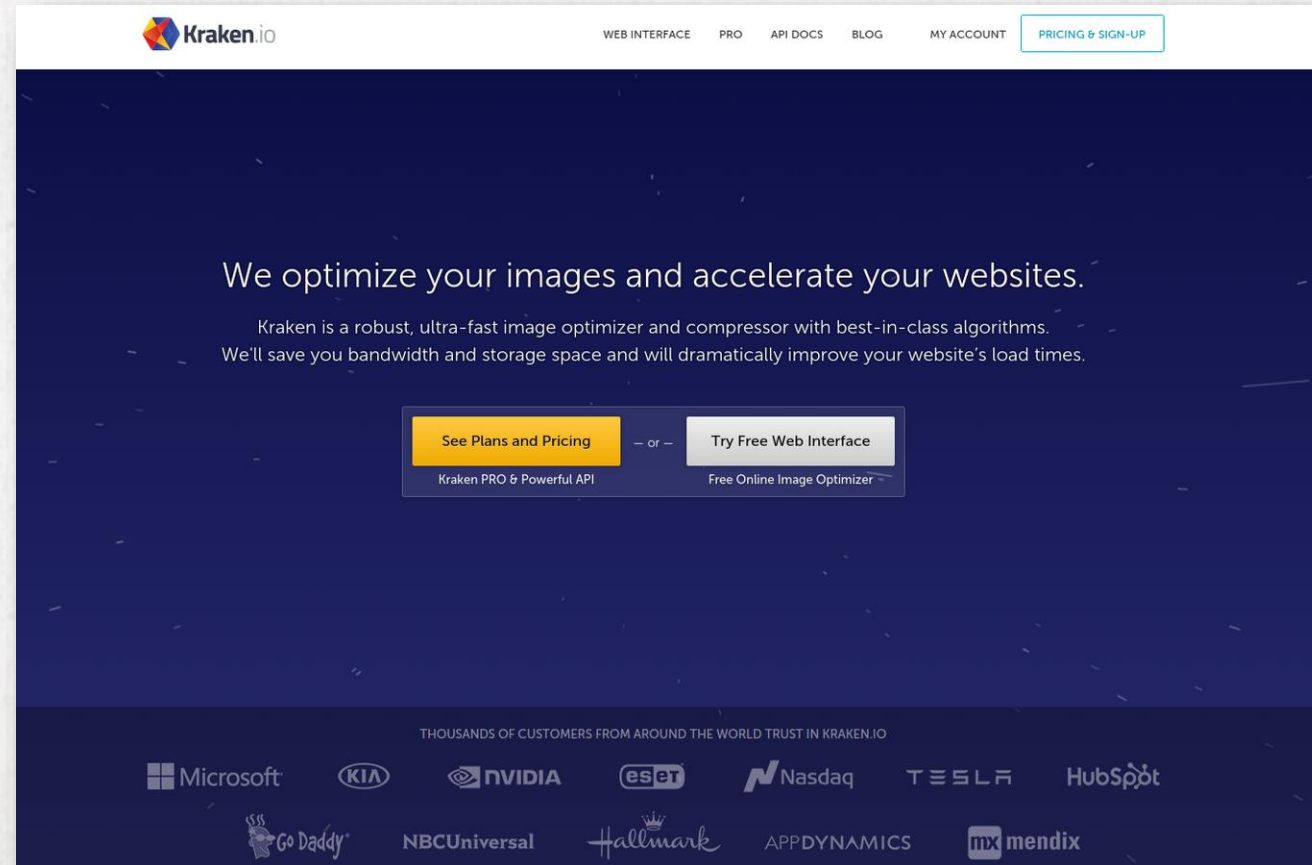 Kraken.io
WEB INTERFACE PRO API DOCS BLOG MY ACCOUNT PRICING & SIGN-UP
We optimize your images and accelerate your websites.
Kraken is a robust, ultra-fast image optimizer and compressor with best-in-class algorithms.
We'll save you bandwidth and storage space and will dramatically improve your website's load times.
See Plans and Pricing — or — Try Free Web Interface
Kraken PRO & Powerful API Free Online Image Optimizer
THOUSANDS OF CUSTOMERS FROM AROUND THE WORLD TRUST IN KRAKEN.IO
Microsoft KIA NVIDIA eseT Nasdaq TESLA HubSpot
Go Daddy NBCUniversal Hallmark APPDYNAMICS mx mendix